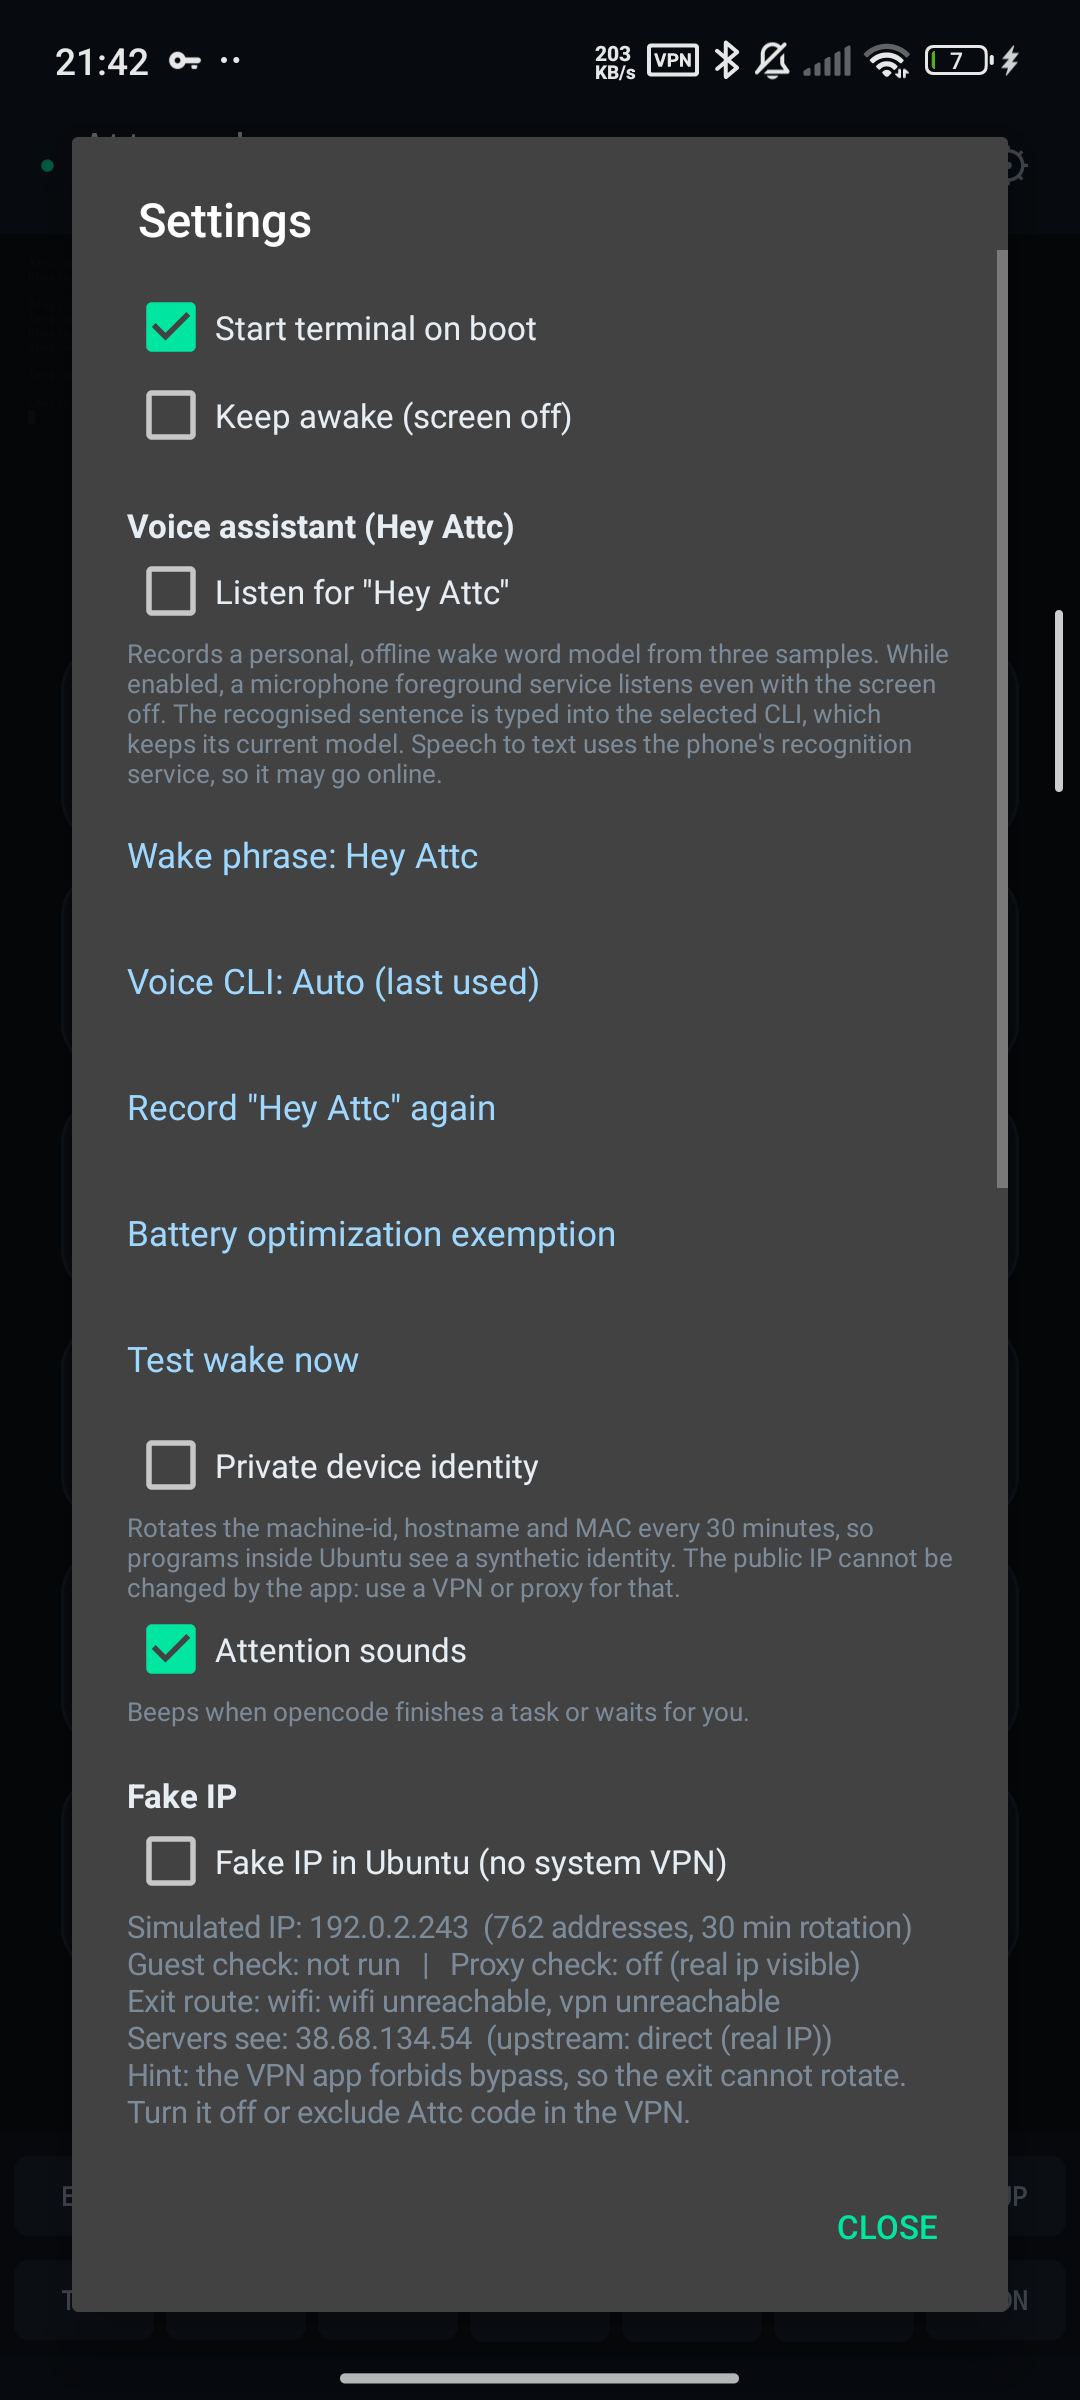 21:42
203
KB/s
VPN
7
Settings
Start terminal on boot
Keep awake (screen off)
Voice assistant (Hey Attc)
Listen for "Hey Attc"
Records a personal, offline wake word model from three samples. While
enabled, a microphone foreground service listens even with the screen
off. The recognised sentence is typed into the selected CLI, which
keeps its current model. Speech to text uses the phone's recognition
service, so it may go online.
Wake phrase: Hey Attc
Voice CLI: Auto (last used)
Record "Hey Attc" again
Battery optimization exemption
Test wake now
Private device identity
Rotates the machine-id, hostname and MAC every 30 minutes, so
programs inside Ubuntu see a synthetic identity. The public IP cannot be
changed by the app: use a VPN or proxy for that.
Attention sounds
Beeps when opencode finishes a task or waits for you.
Fake IP
Fake IP in Ubuntu (no system VPN)
Simulated IP: 192.0.2.243 (762 addresses, 30 min rotation)
Guest check: not run | Proxy check: off (real ip visible)
Exit route: wifi: wifi unreachable, vpn unreachable
Servers see: 38.68.134.54 (upstream: direct (real IP))
Hint: the VPN app forbids bypass, so the exit cannot rotate.
Turn it off or exclude Attc code in the VPN.
CLOSE